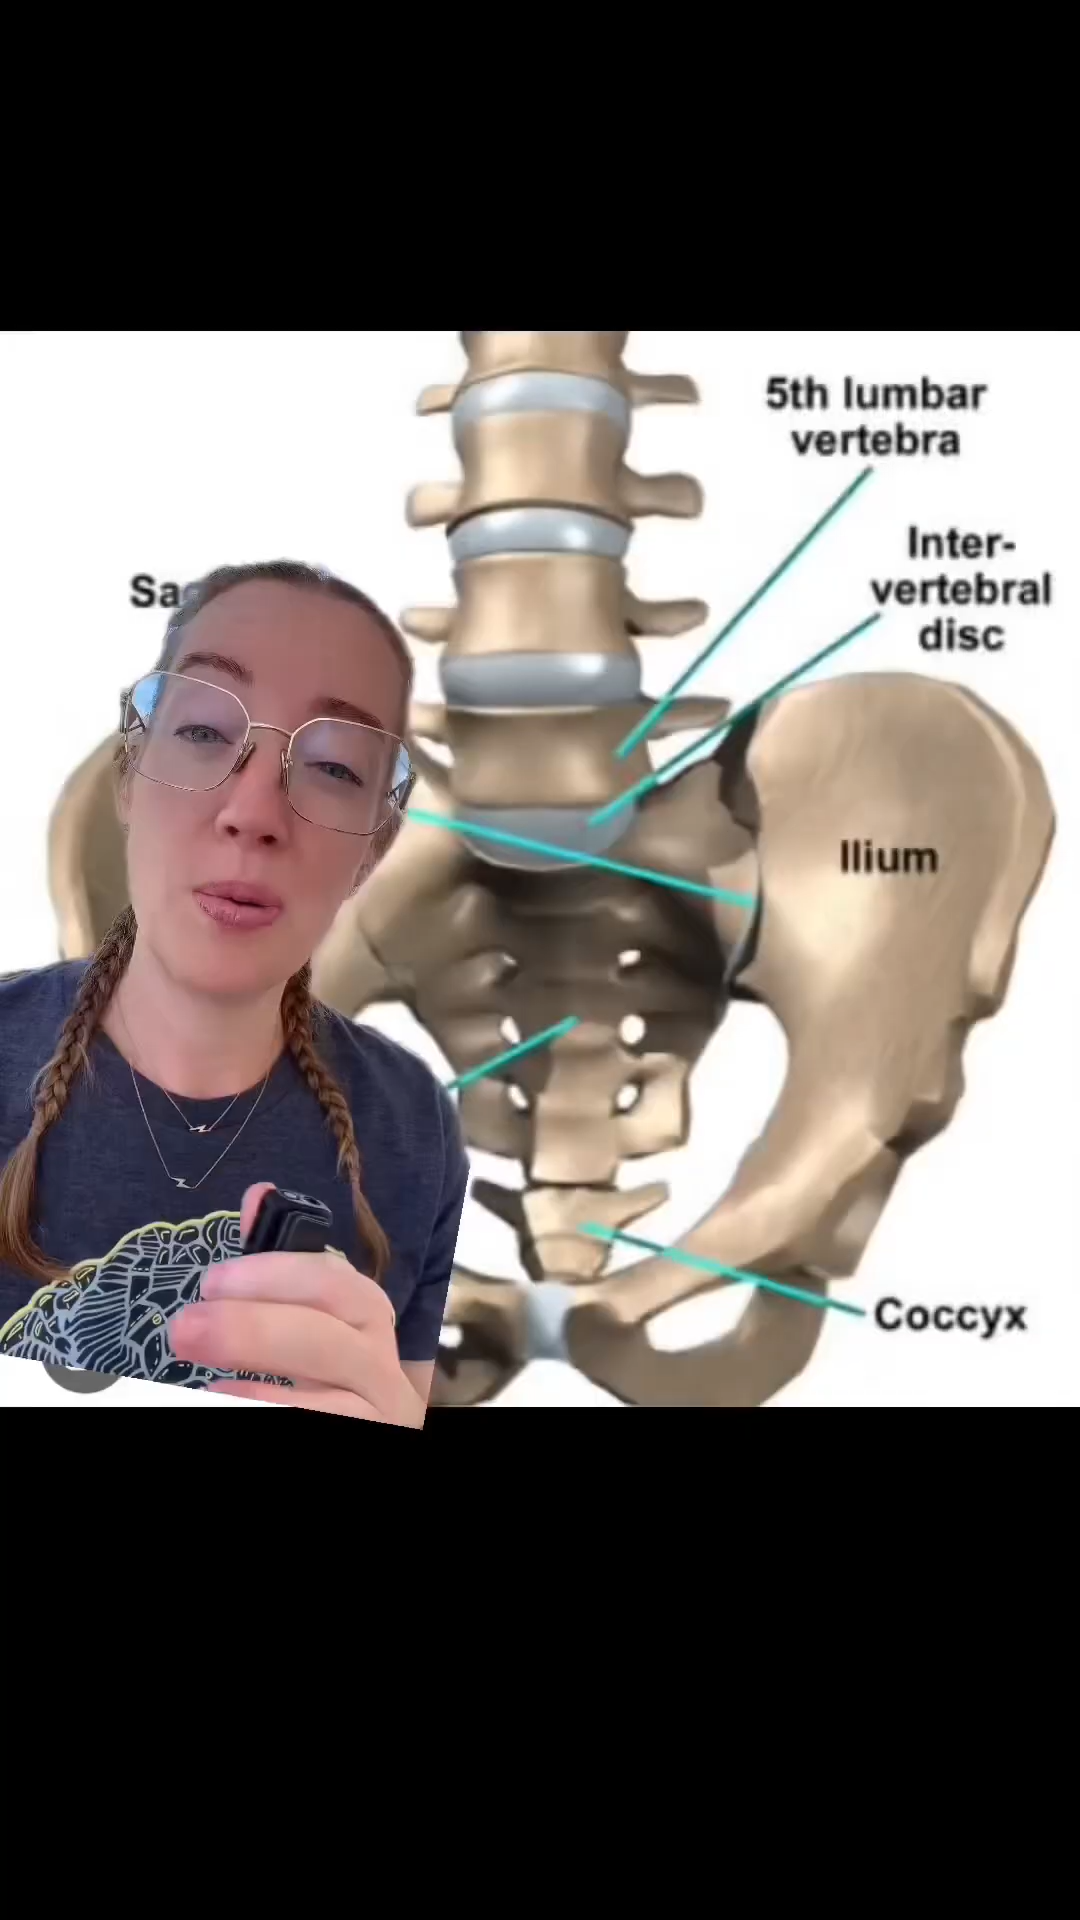 5th lumbar
vertebra
Inter-
vertebral
disc
Ilium
Coccyx